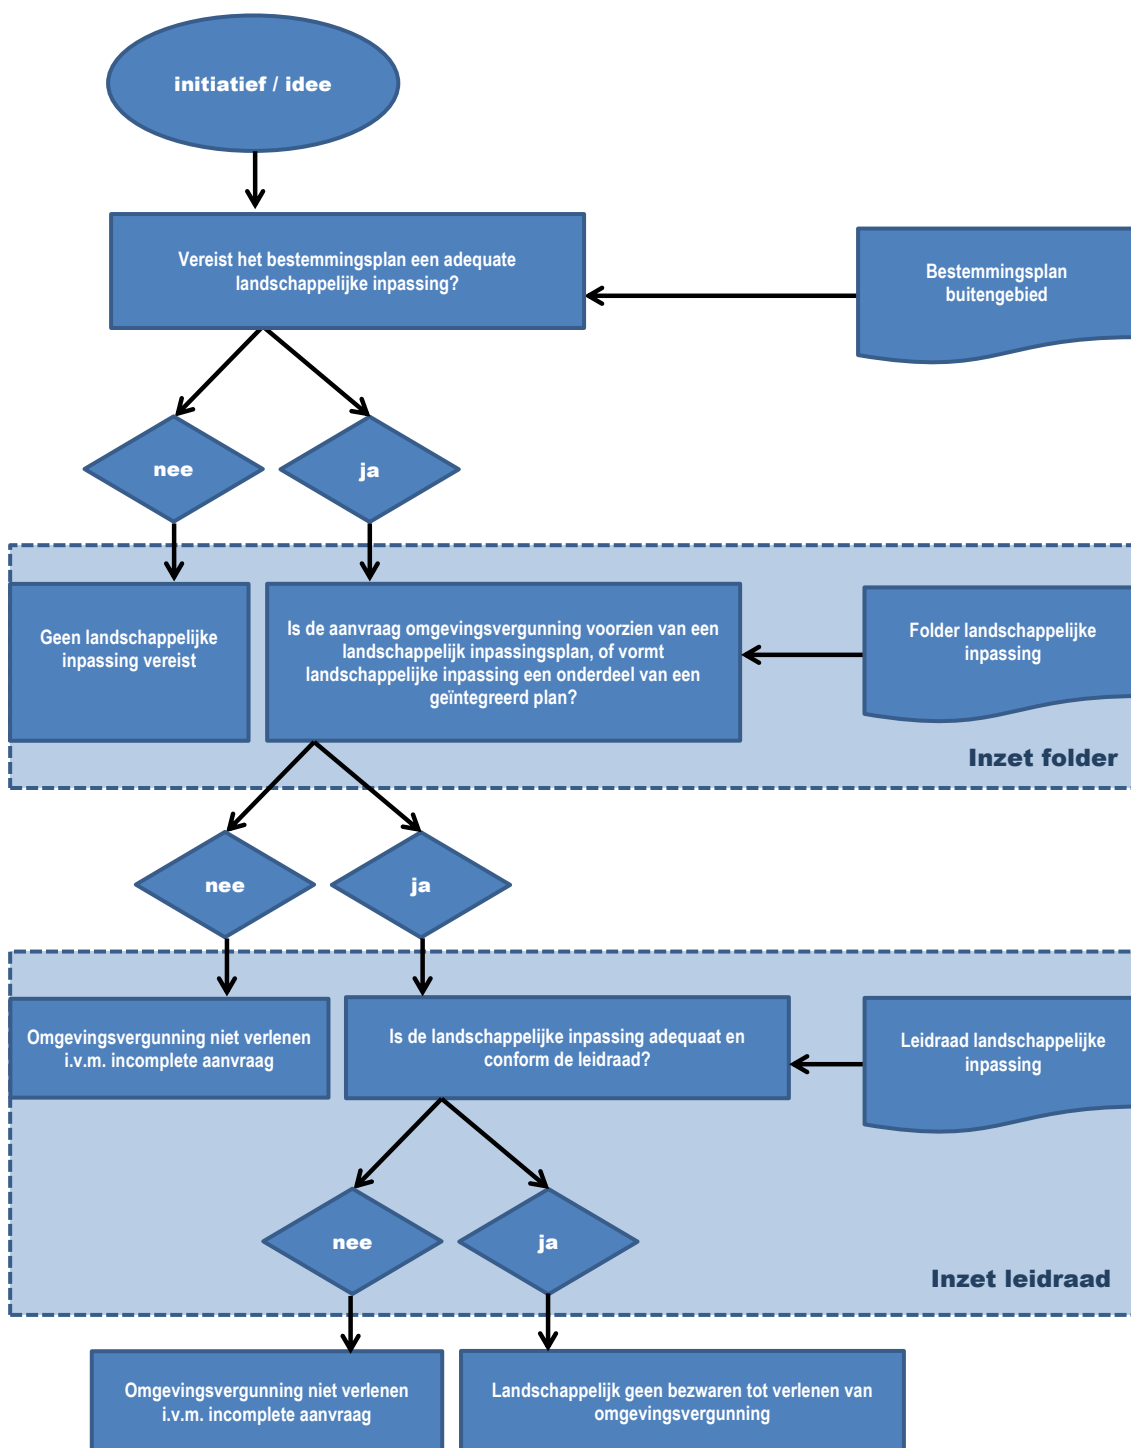 initiatief / idee
Vereist het bestemmingsplan een adequate
landschappelijke inpassing?
Bestemmingsplan
buitengebied
nee
ja
Geen landschappelijke
inpassing vereist
Is de aanvraag omgevingsvergunning voorzien van een
landschappelijk inpassingsplan, of vormt
landschappelijke inpassing een onderdeel van een
geïntegreerd plan?
Folder landschappelijke
inpassing
Inzet folder
nee
ja
Omgevingsvergunning niet verlenen
i.v.m. incomplete aanvraag
Is de landschappelijke inpassing adequaat en
conform de leidraad?
Leidraad landschappelijke
inpassing
nee
ja
Inzet leidraad
Omgevingsvergunning niet verlenen
i.v.m. incomplete aanvraag
Landschappelijk geen bezwaren tot verlenen van
omgevingsvergunning